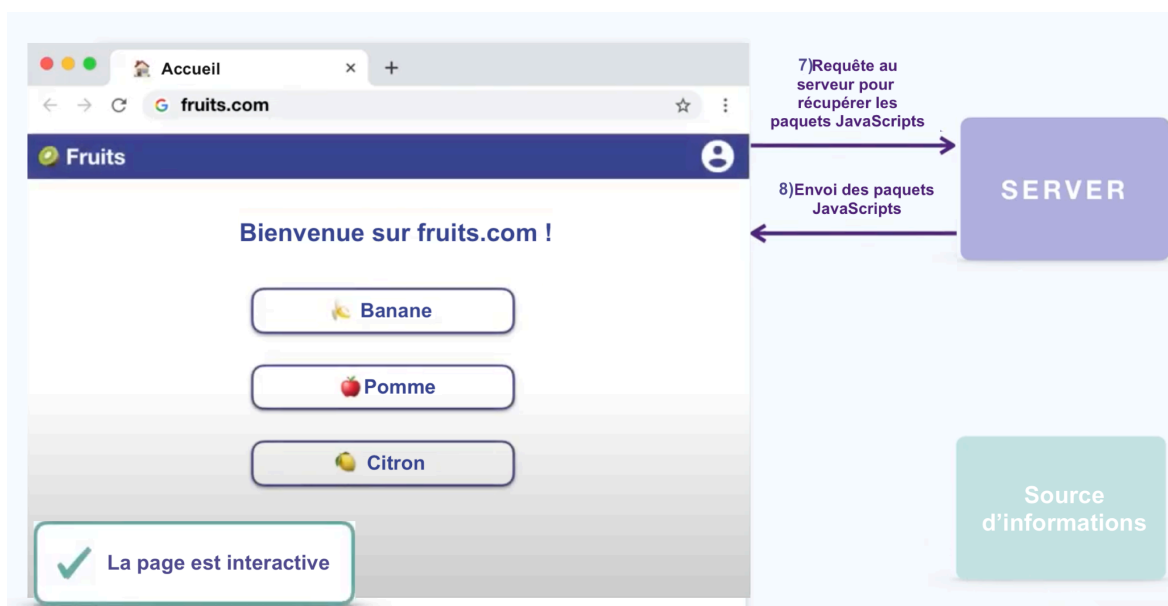 Accueil
fruits.com
Fruits
Bienvenue sur fruits.com !
Banane
Pomme
Citron
La page est interactive
7)Requête au
serveur pour
récupérer les
paquets JavaScripts
8)Envoi des paquets
JavaScripts
SERVER
Source
d'informations